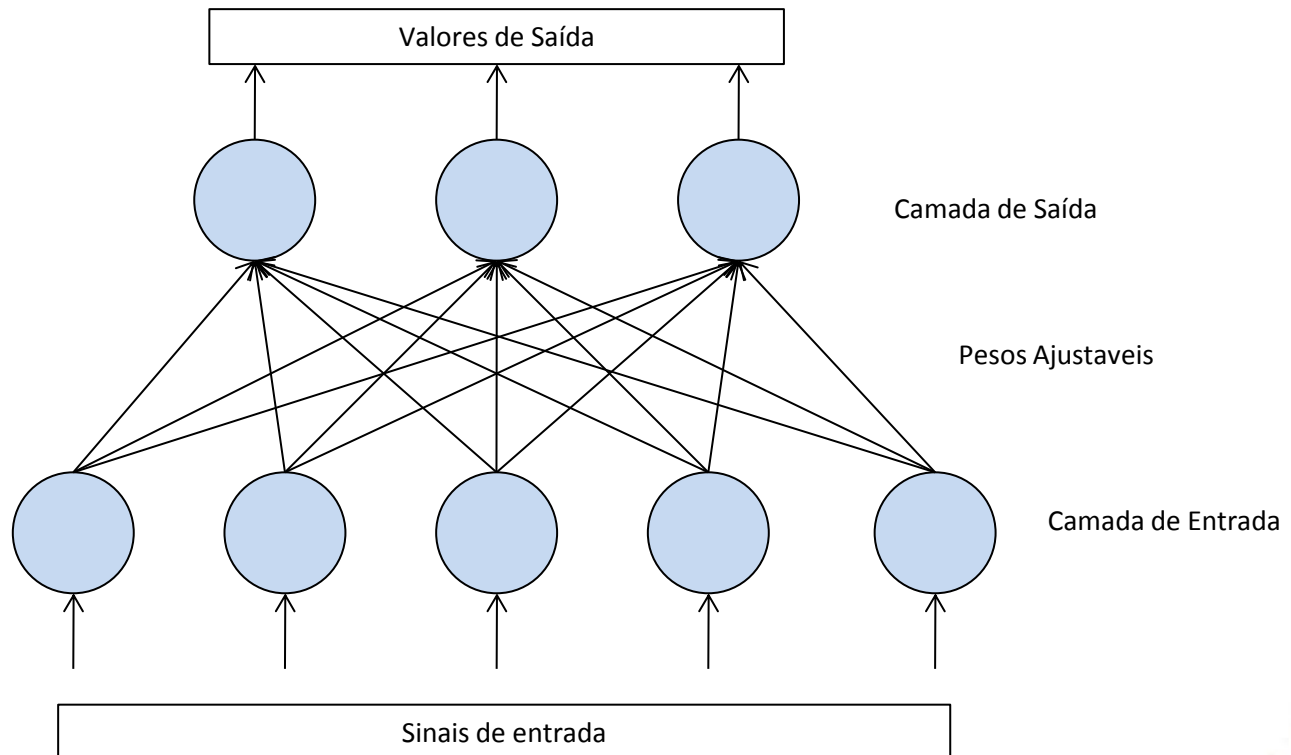 Valores de Saída
Camada de Saída
Pesos Ajustaveis
Camada de Entrada
Sinais de entrada